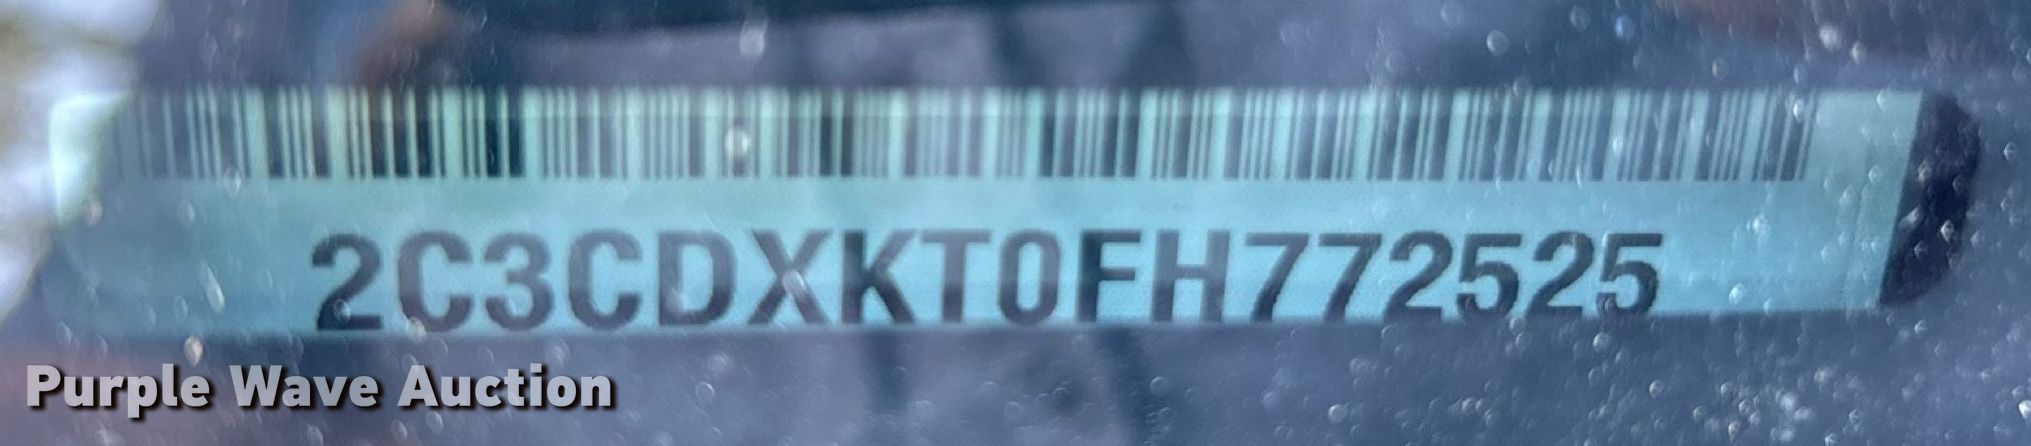 2C3CDXKT0FH772525
Purple Wave Auction